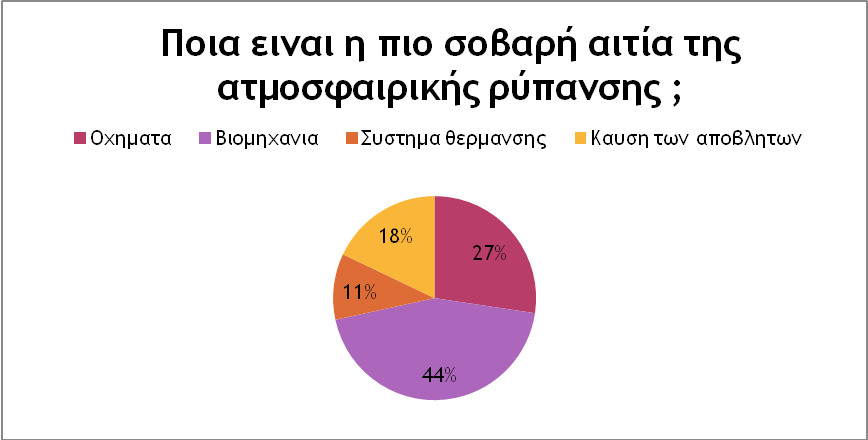 Ποια ειναι η πιο σοβαρή αιτία της
ατμοσφαιρικής ρύπανσης ;
Οχηματα Βιομηχανια Συστημα θερμανσης Καυση των αποβλητων
18%
27%
11%
44%